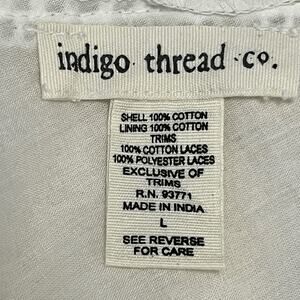 indigo thread co.
SHELL 100% COTTON
LINING 100% COTTON
TRIMS
100% COTTON LACES
100% POLYESTER LACES
EXCLUSIVE OF
TRIMS
R.N. 93771
MADE IN INDIA
L
SEE REVERSE
FOR CARE